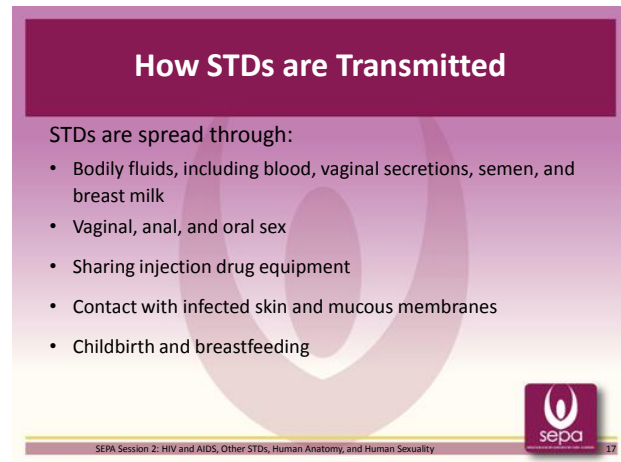 How STDs are Transmitted
STDs are spread through:
• Bodily fluids, including blood, vaginal secretions, semen, and
breast milk
• Vaginal, anal, and oral sex
• Sharing injection drug equipment
• Contact with infected skin and mucous membranes
• Childbirth and breastfeeding
sepa
SEPA Session 2: HIV and AIDS, Other STDs, Human Anatomy, and Human Sexuality
17